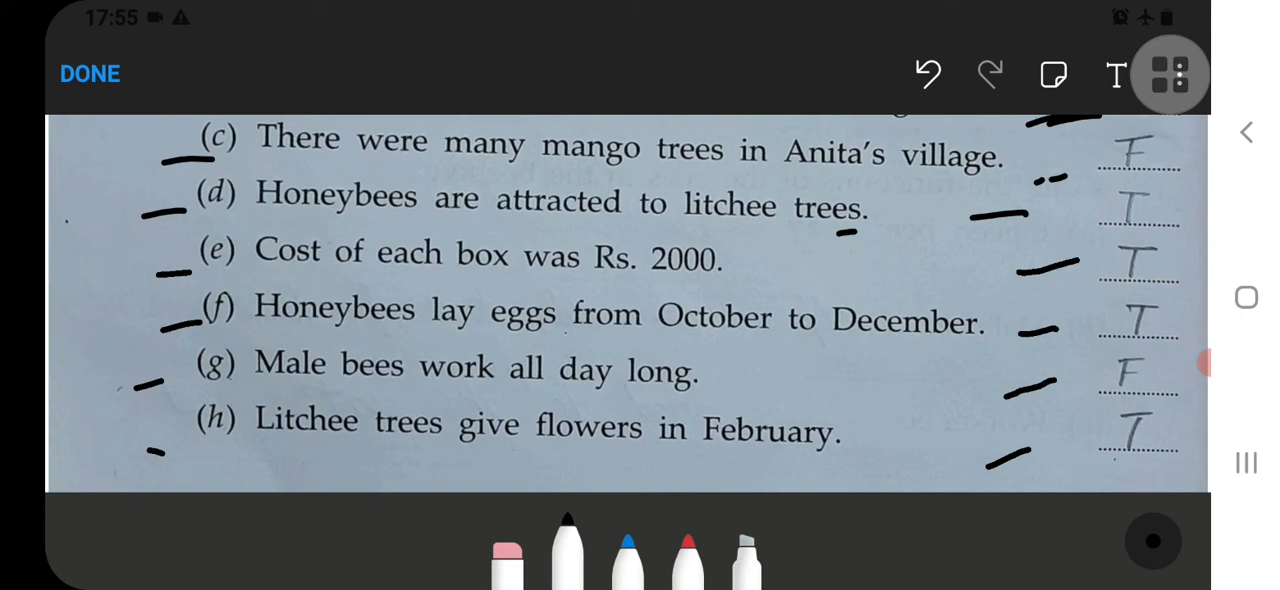 17:55
DONE
T
(c) There were many mango trees in Anita's village. F
(d) Honeybees are attracted to litchee trees. T
(e) Cost of each box was Rs. 2000. T
(f) Honeybees lay eggs from October to December. T
(g) Male bees work all day long. F
(h) Litchee trees give flowers in February. T